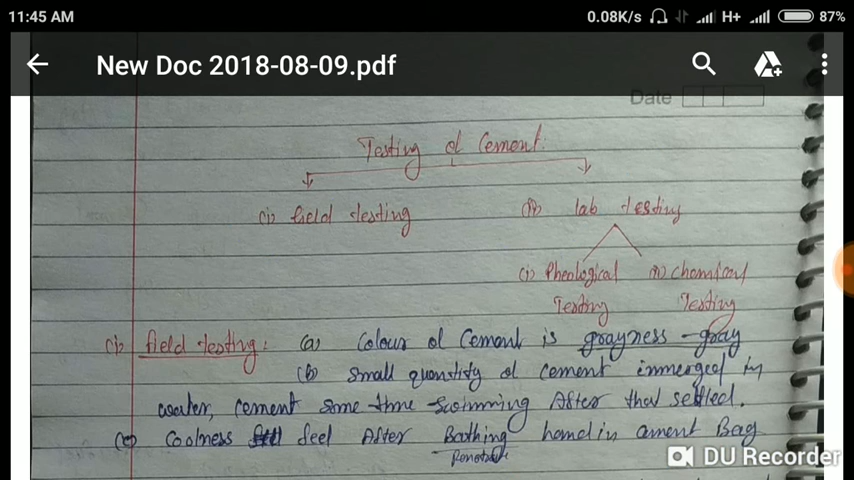 11:45 AM
0.08K/s H+ 87%
New Doc 2018-08-09.pdf
Date
Testing of Cement.
(i) field testing (ii) lab testing
(i) Pheological Testing (ii) chemical Testing
(i) field testing: (a) Colour of Cement is grayness - gray
(b) Small quantity of cement immerged in
water, cement some time swimming After that settled.
(c) Coolness feel After Bathing hand in cement Bag
Penetrate
DU Recorder